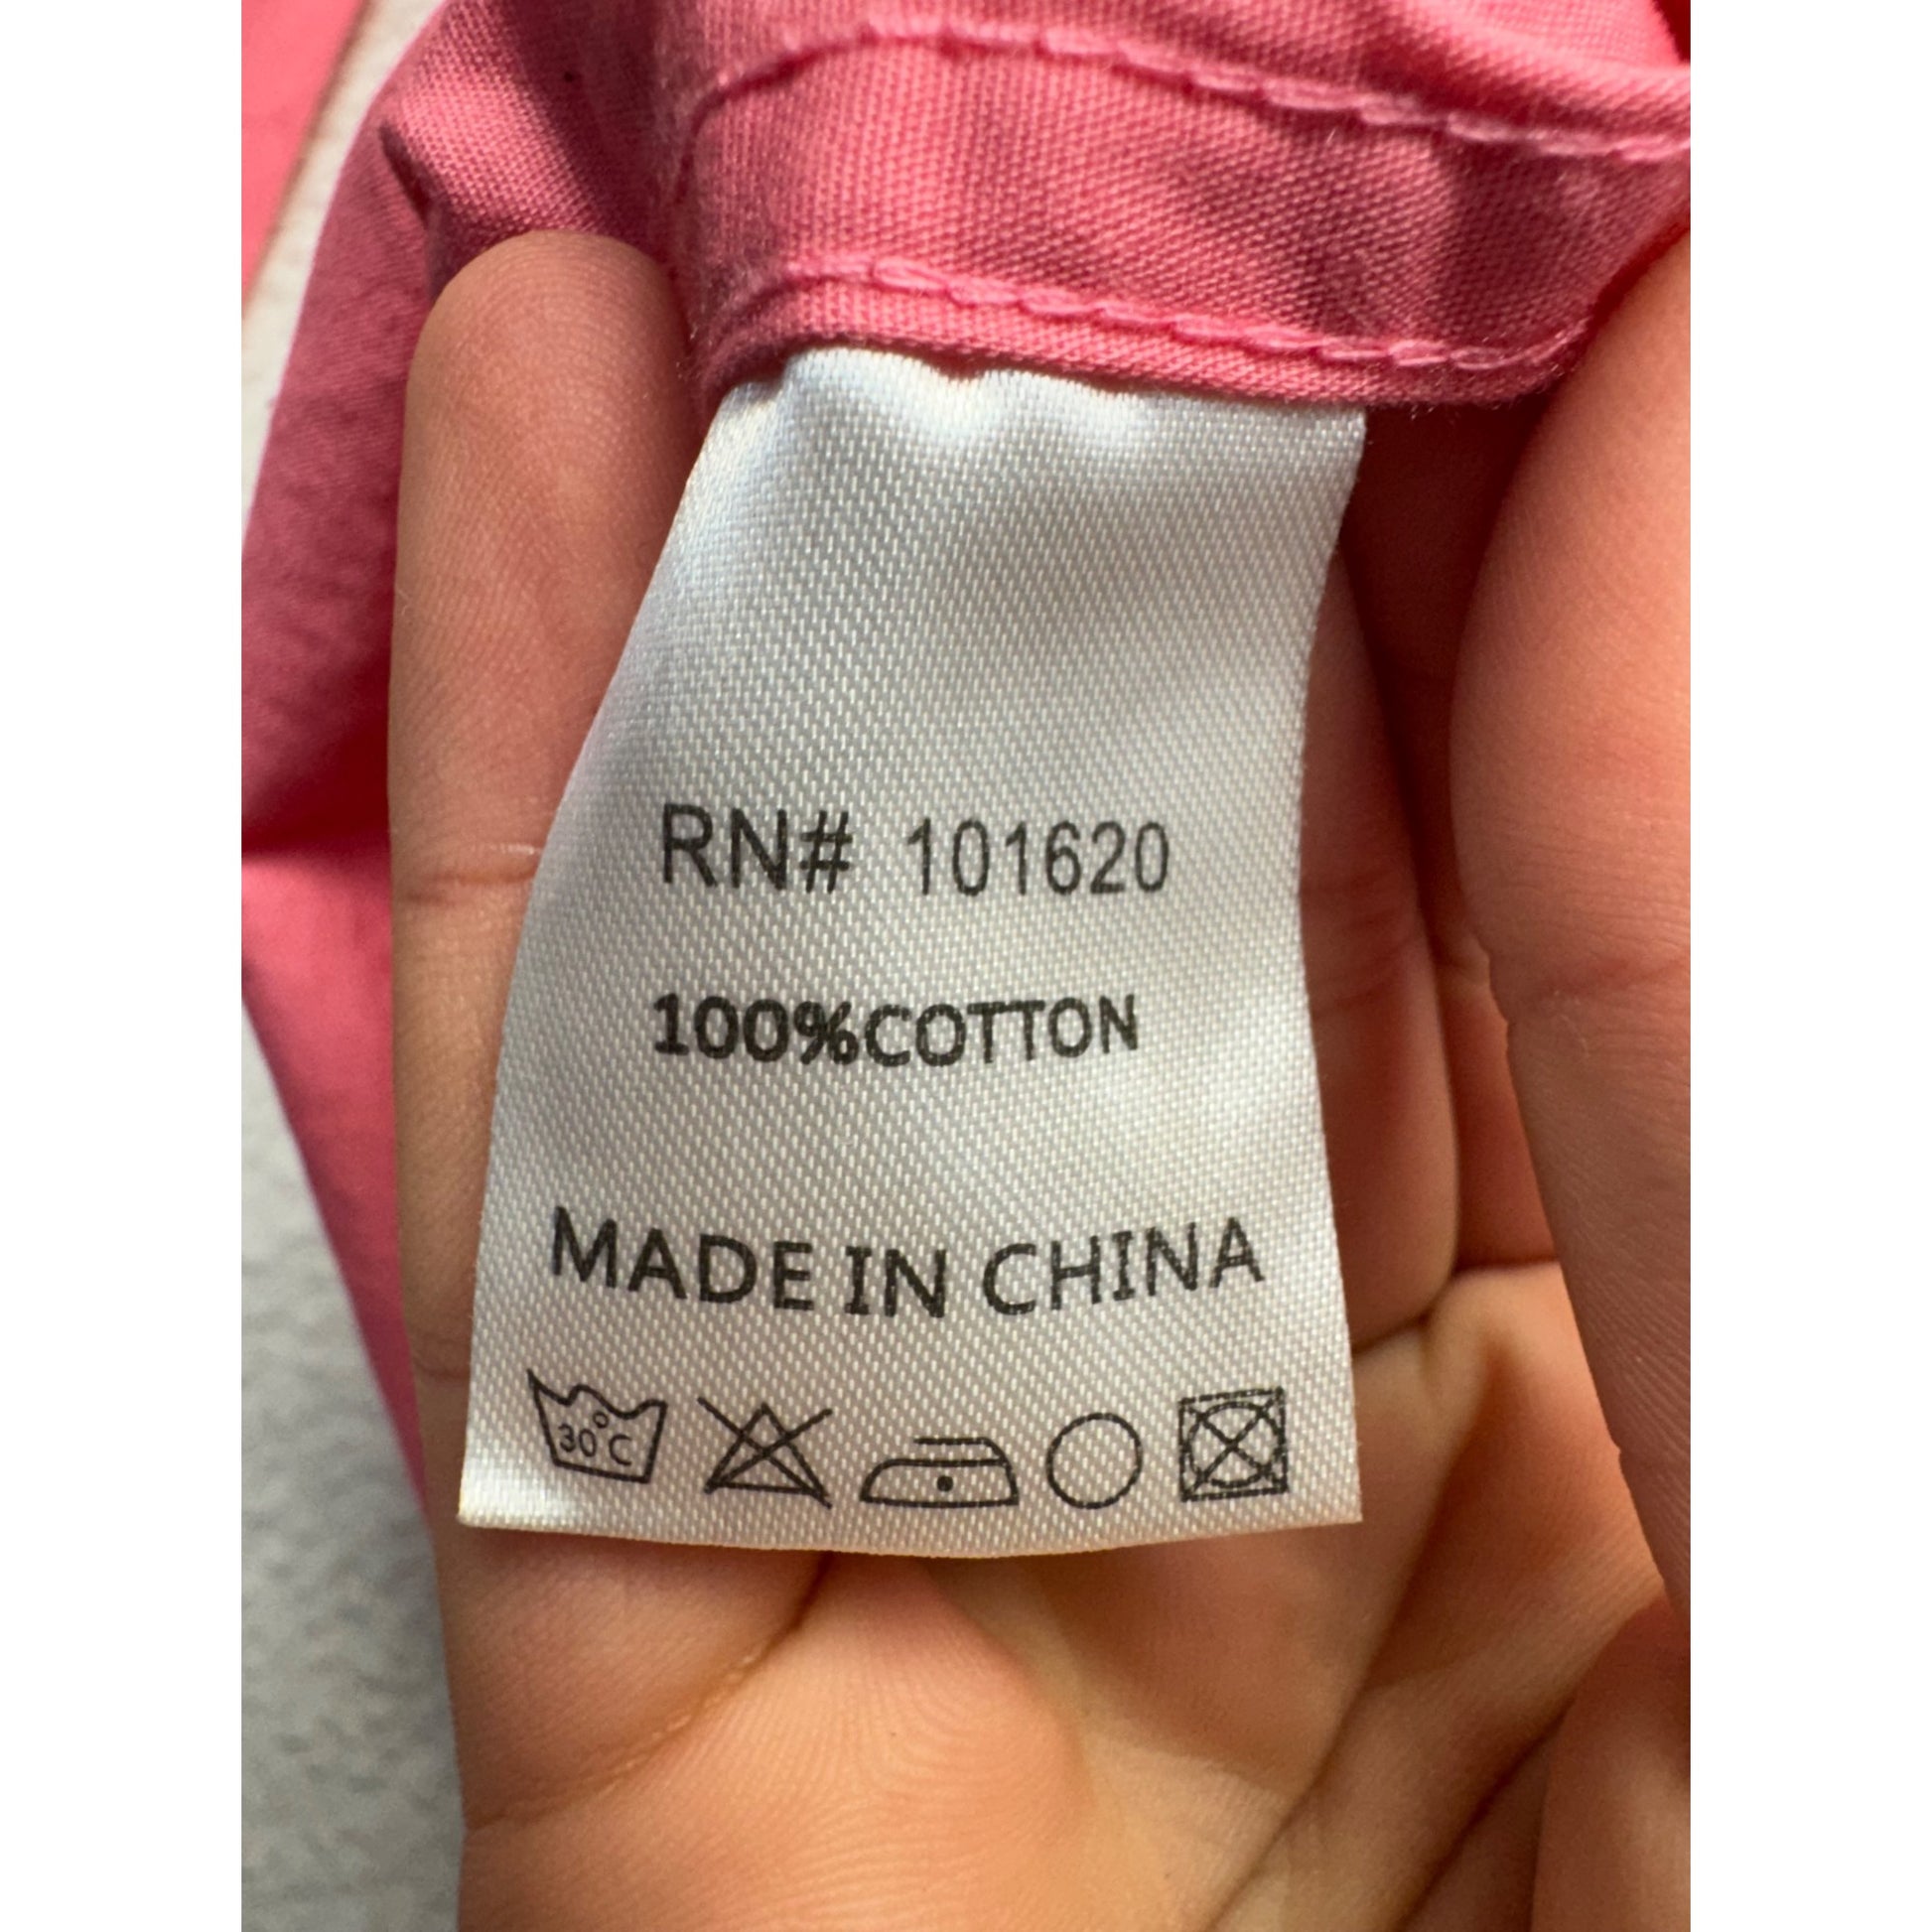 RN# 101620
100%COTTON
MADE IN CHINA
30°C